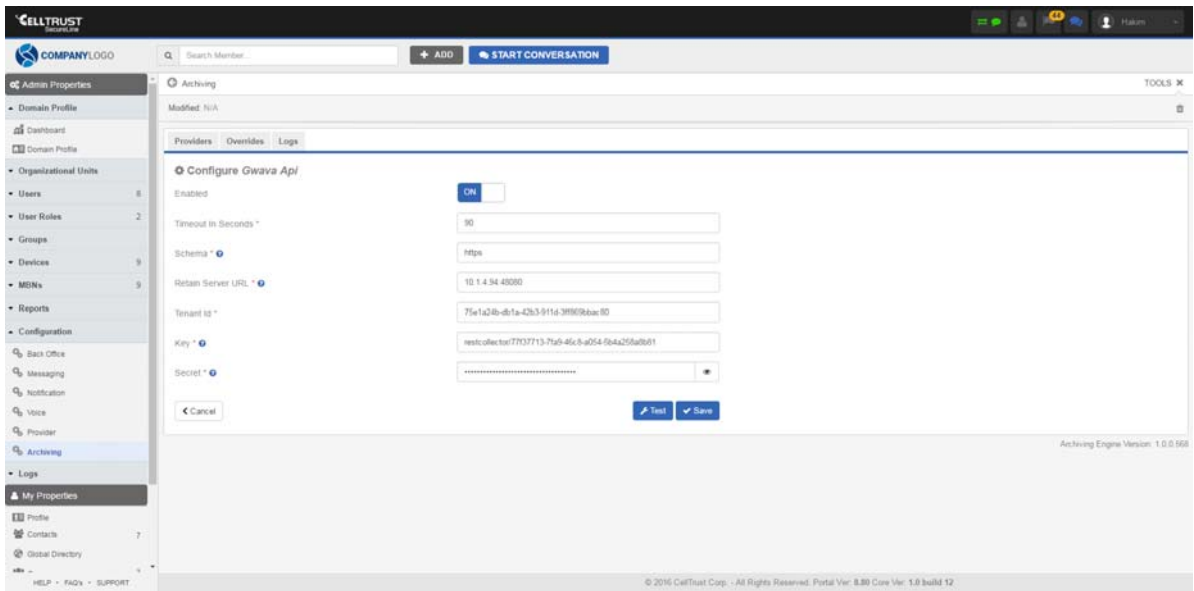 CELLTRUST
SecureLine
44
Hakim
COMPANYLOGO
Search Member...
ADD
START CONVERSATION
Admin Properties
Archiving
TOOLS
Domain Profile
Modified: N/A
Dashboard
Domain Profile
Providers Overrides Logs
Organizational Units
Configure Gwava Api
Users 8
Enabled
ON
User Roles 2
Timeout In Seconds *
90
Groups
Schema *
https
Devices 9
MBNs 9
Retain Server URL *
10.1.4.94:48080
Reports
Tenant Id *
Configuration
Key *
Back Office
Messaging
Secret *
Notification
Voice
Cancel
Test
Save
Provider
Archiving
Archiving Engine Version: 1.0.0.568
Logs
My Properties
Profile
Contacts 7
Global Directory
HELP • FAQ's • SUPPORT
© 2016 CellTrust Corp. - All Rights Reserved. Portal Ver: 8.80 Core Ver: 1.0 build 12